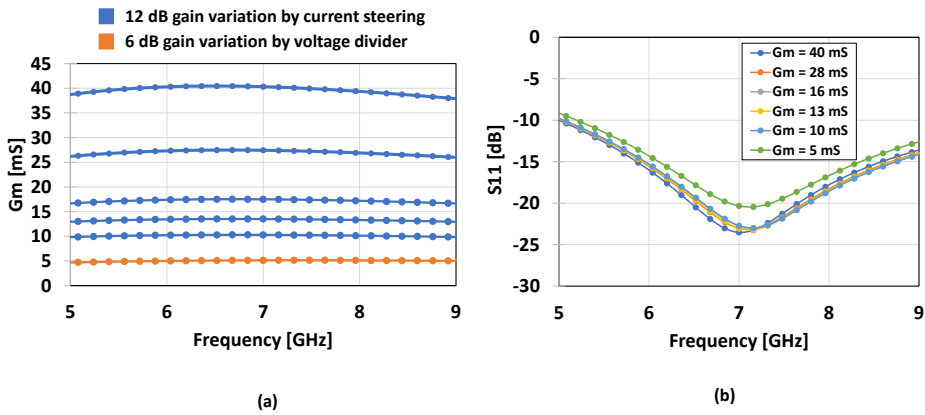 12 dB gain variation by current steering
6 dB gain variation by voltage divider
45
40
35
30
25
20
15
10
5
0
Gm [mS]
5
6
7
8
9
Frequency [GHz]
(a)
0
-5
-10
-15
-20
-25
-30
S11 [dB]
Gm = 40 mS
Gm = 28 mS
Gm = 16 mS
Gm = 13 mS
Gm = 10 mS
Gm = 5 mS
5
6
7
8
9
Frequency [GHz]
(b)